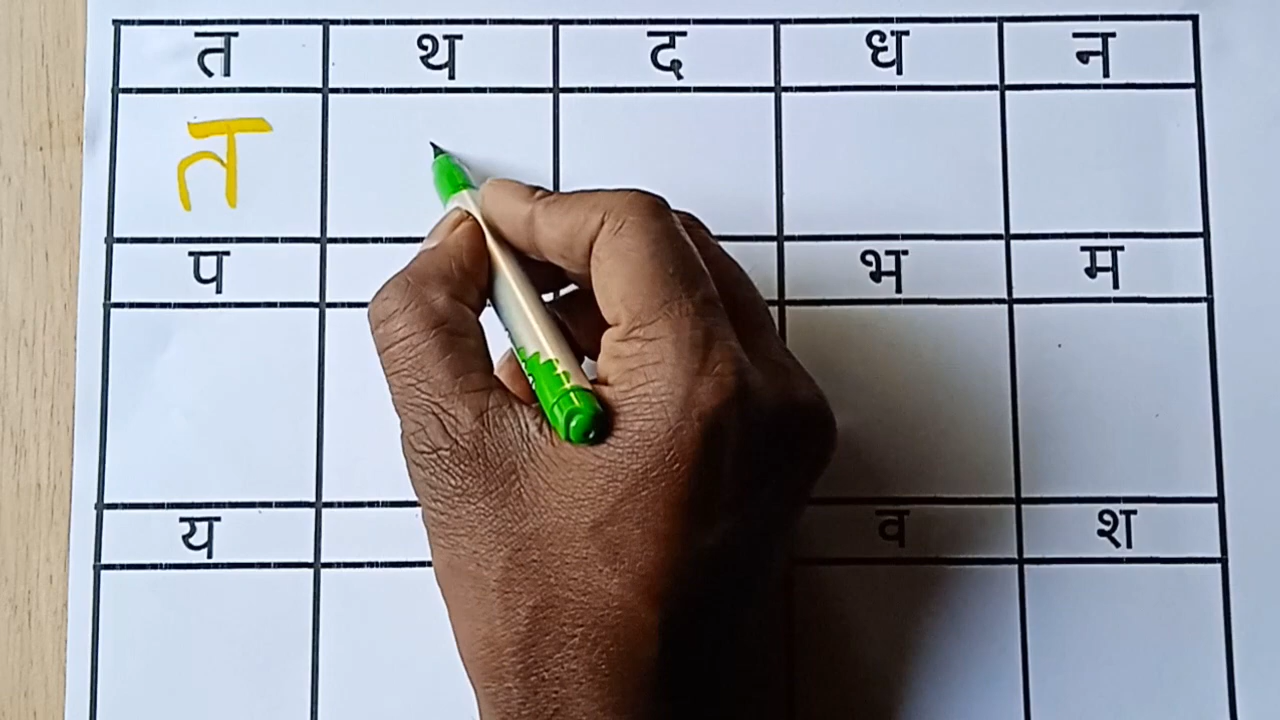 त थ द ध न
त
प भ म
य व श